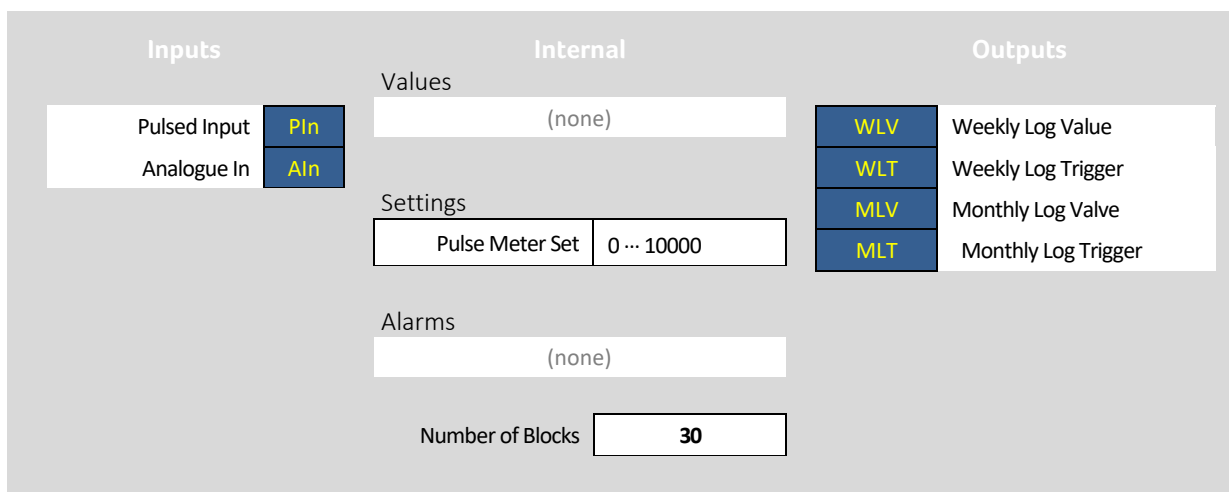 Inputs
Internal
Outputs
Values
(none)
Pulsed Input PIn
Analogue In AIn
Settings
Pulse Meter Set 0 ··· 10000
Alarms
(none)
Number of Blocks 30
WLV Weekly Log Value
WLT Weekly Log Trigger
MLV Monthly Log Valve
MLT Monthly Log Trigger